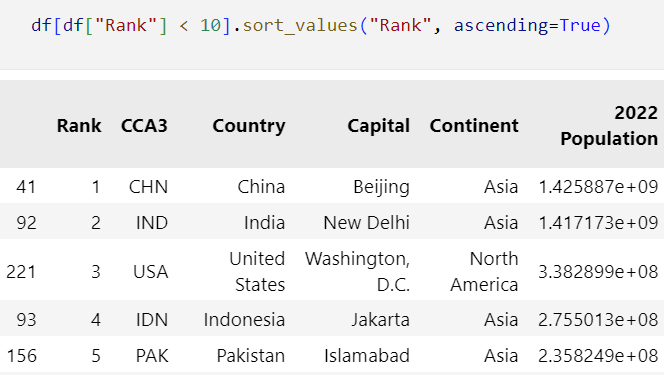 df[df["Rank"] < 10].sort_values("Rank", ascending=True)
Rank CCA3 Country Capital Continent 2022 Population
41 1 CHN China Beijing Asia 1.425887e+09
92 2 IND India New Delhi Asia 1.417173e+09
221 3 USA United States Washington, D.C. North America 3.382899e+08
93 4 IDN Indonesia Jakarta Asia 2.755013e+08
156 5 PAK Pakistan Islamabad Asia 2.358249e+08